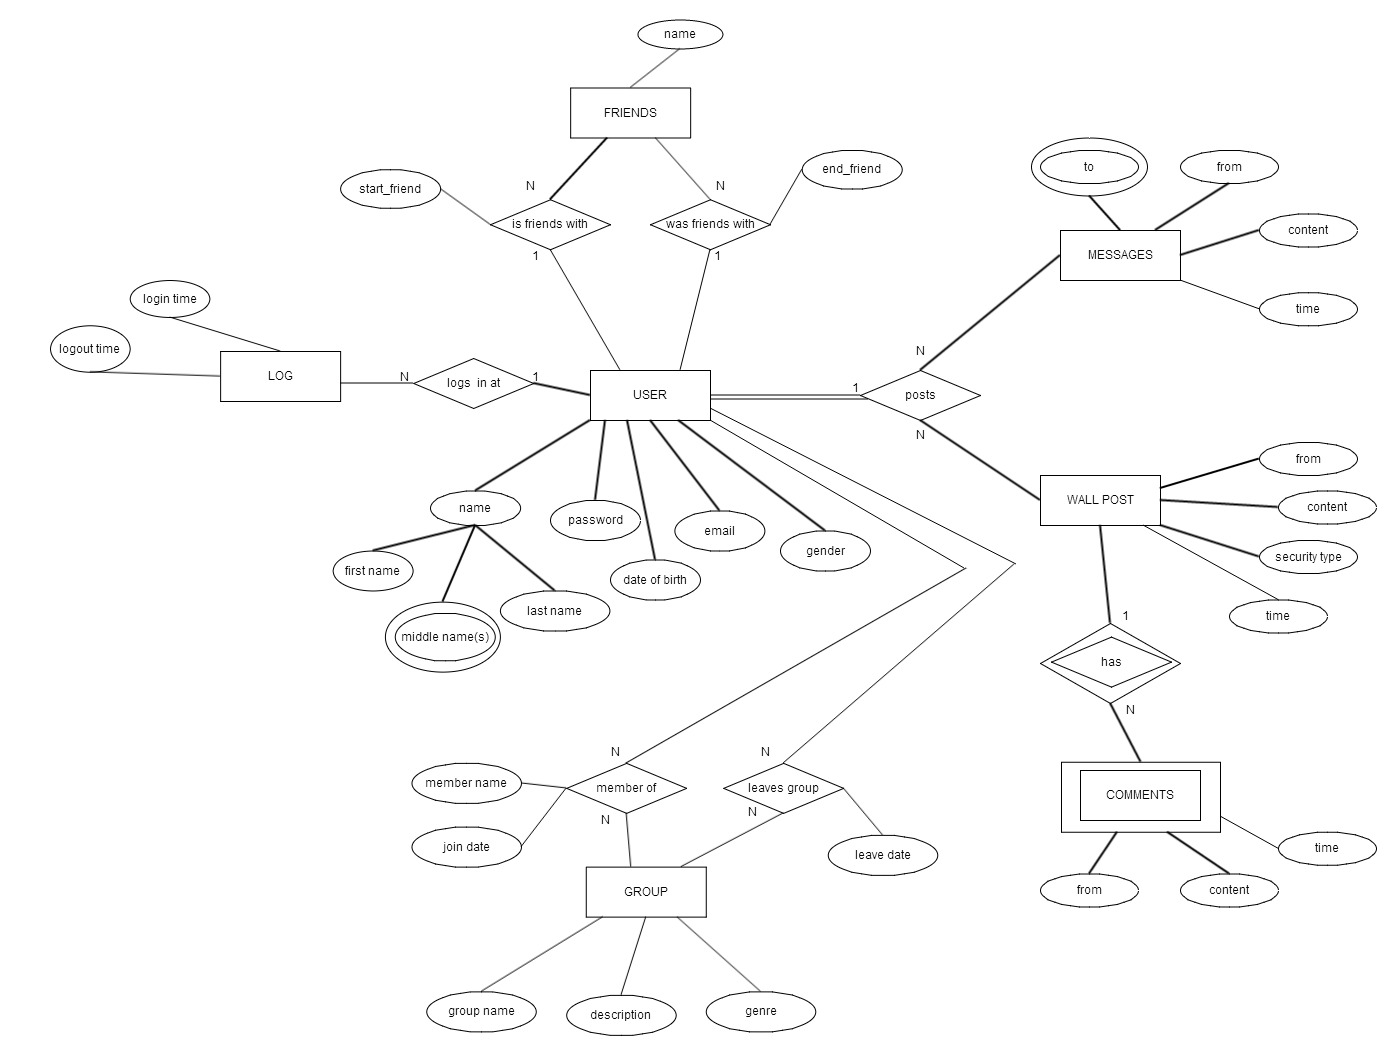 name
FRIENDS
to
from
end_friend
start_friend
N
N
is friends with
was friends with
content
MESSAGES
1
1
login time
time
logout time
LOG
N
logs  in at
1
USER
1
posts
N
N
from
name
password
email
gender
WALL POST
content
security type
first name
date of birth
last name
middle name(s)
time
1
has
N
N
N
member name
member of
leaves group
COMMENTS
N
N
join date
leave date
time
GROUP
from
content
group name
description
genre